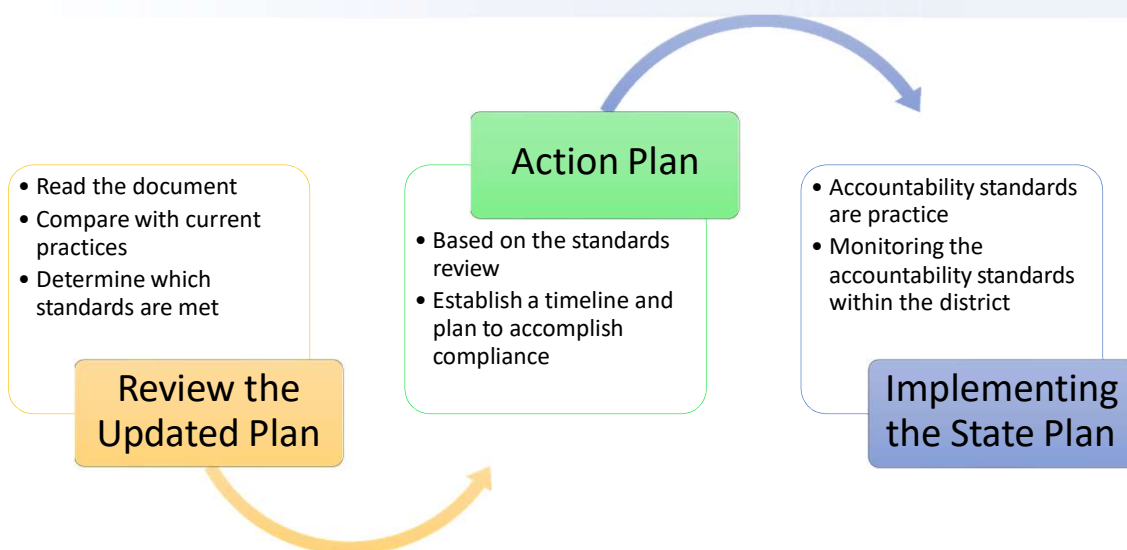 • Read the document
• Compare with current
practices
• Determine which
standards are met
Review the
Updated Plan
Action Plan
• Based on the standards
review
• Establish a timeline and
plan to accomplish
compliance
• Accountability standards
are practice
• Monitoring the
accountability standards
within the district
Implementing
the State Plan